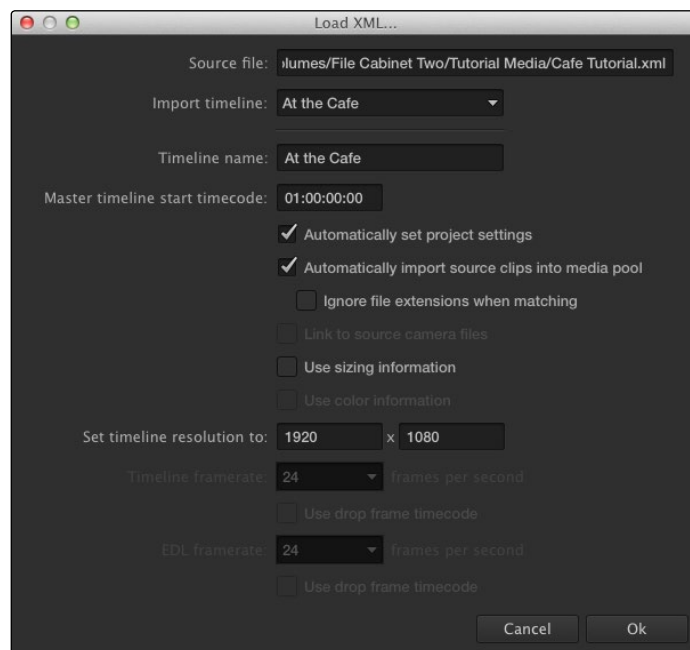 Load XML...
Source file: lumes/File Cabinet Two/Tutorial Media/Cafe Tutorial.xml
Import timeline: At the Cafe
Timeline name: At the Cafe
Master timeline start timecode: 01:00:00:00
Automatically set project settings
Automatically import source clips into media pool
Ignore file extensions when matching
Link to source camera files
Use sizing information
Use color information
Set timeline resolution to: 1920 x 1080
Timeline framerate: 24 frames per second
Use drop frame timecode
EDL framerate: 24 frames per second
Use drop frame timecode
Cancel Ok